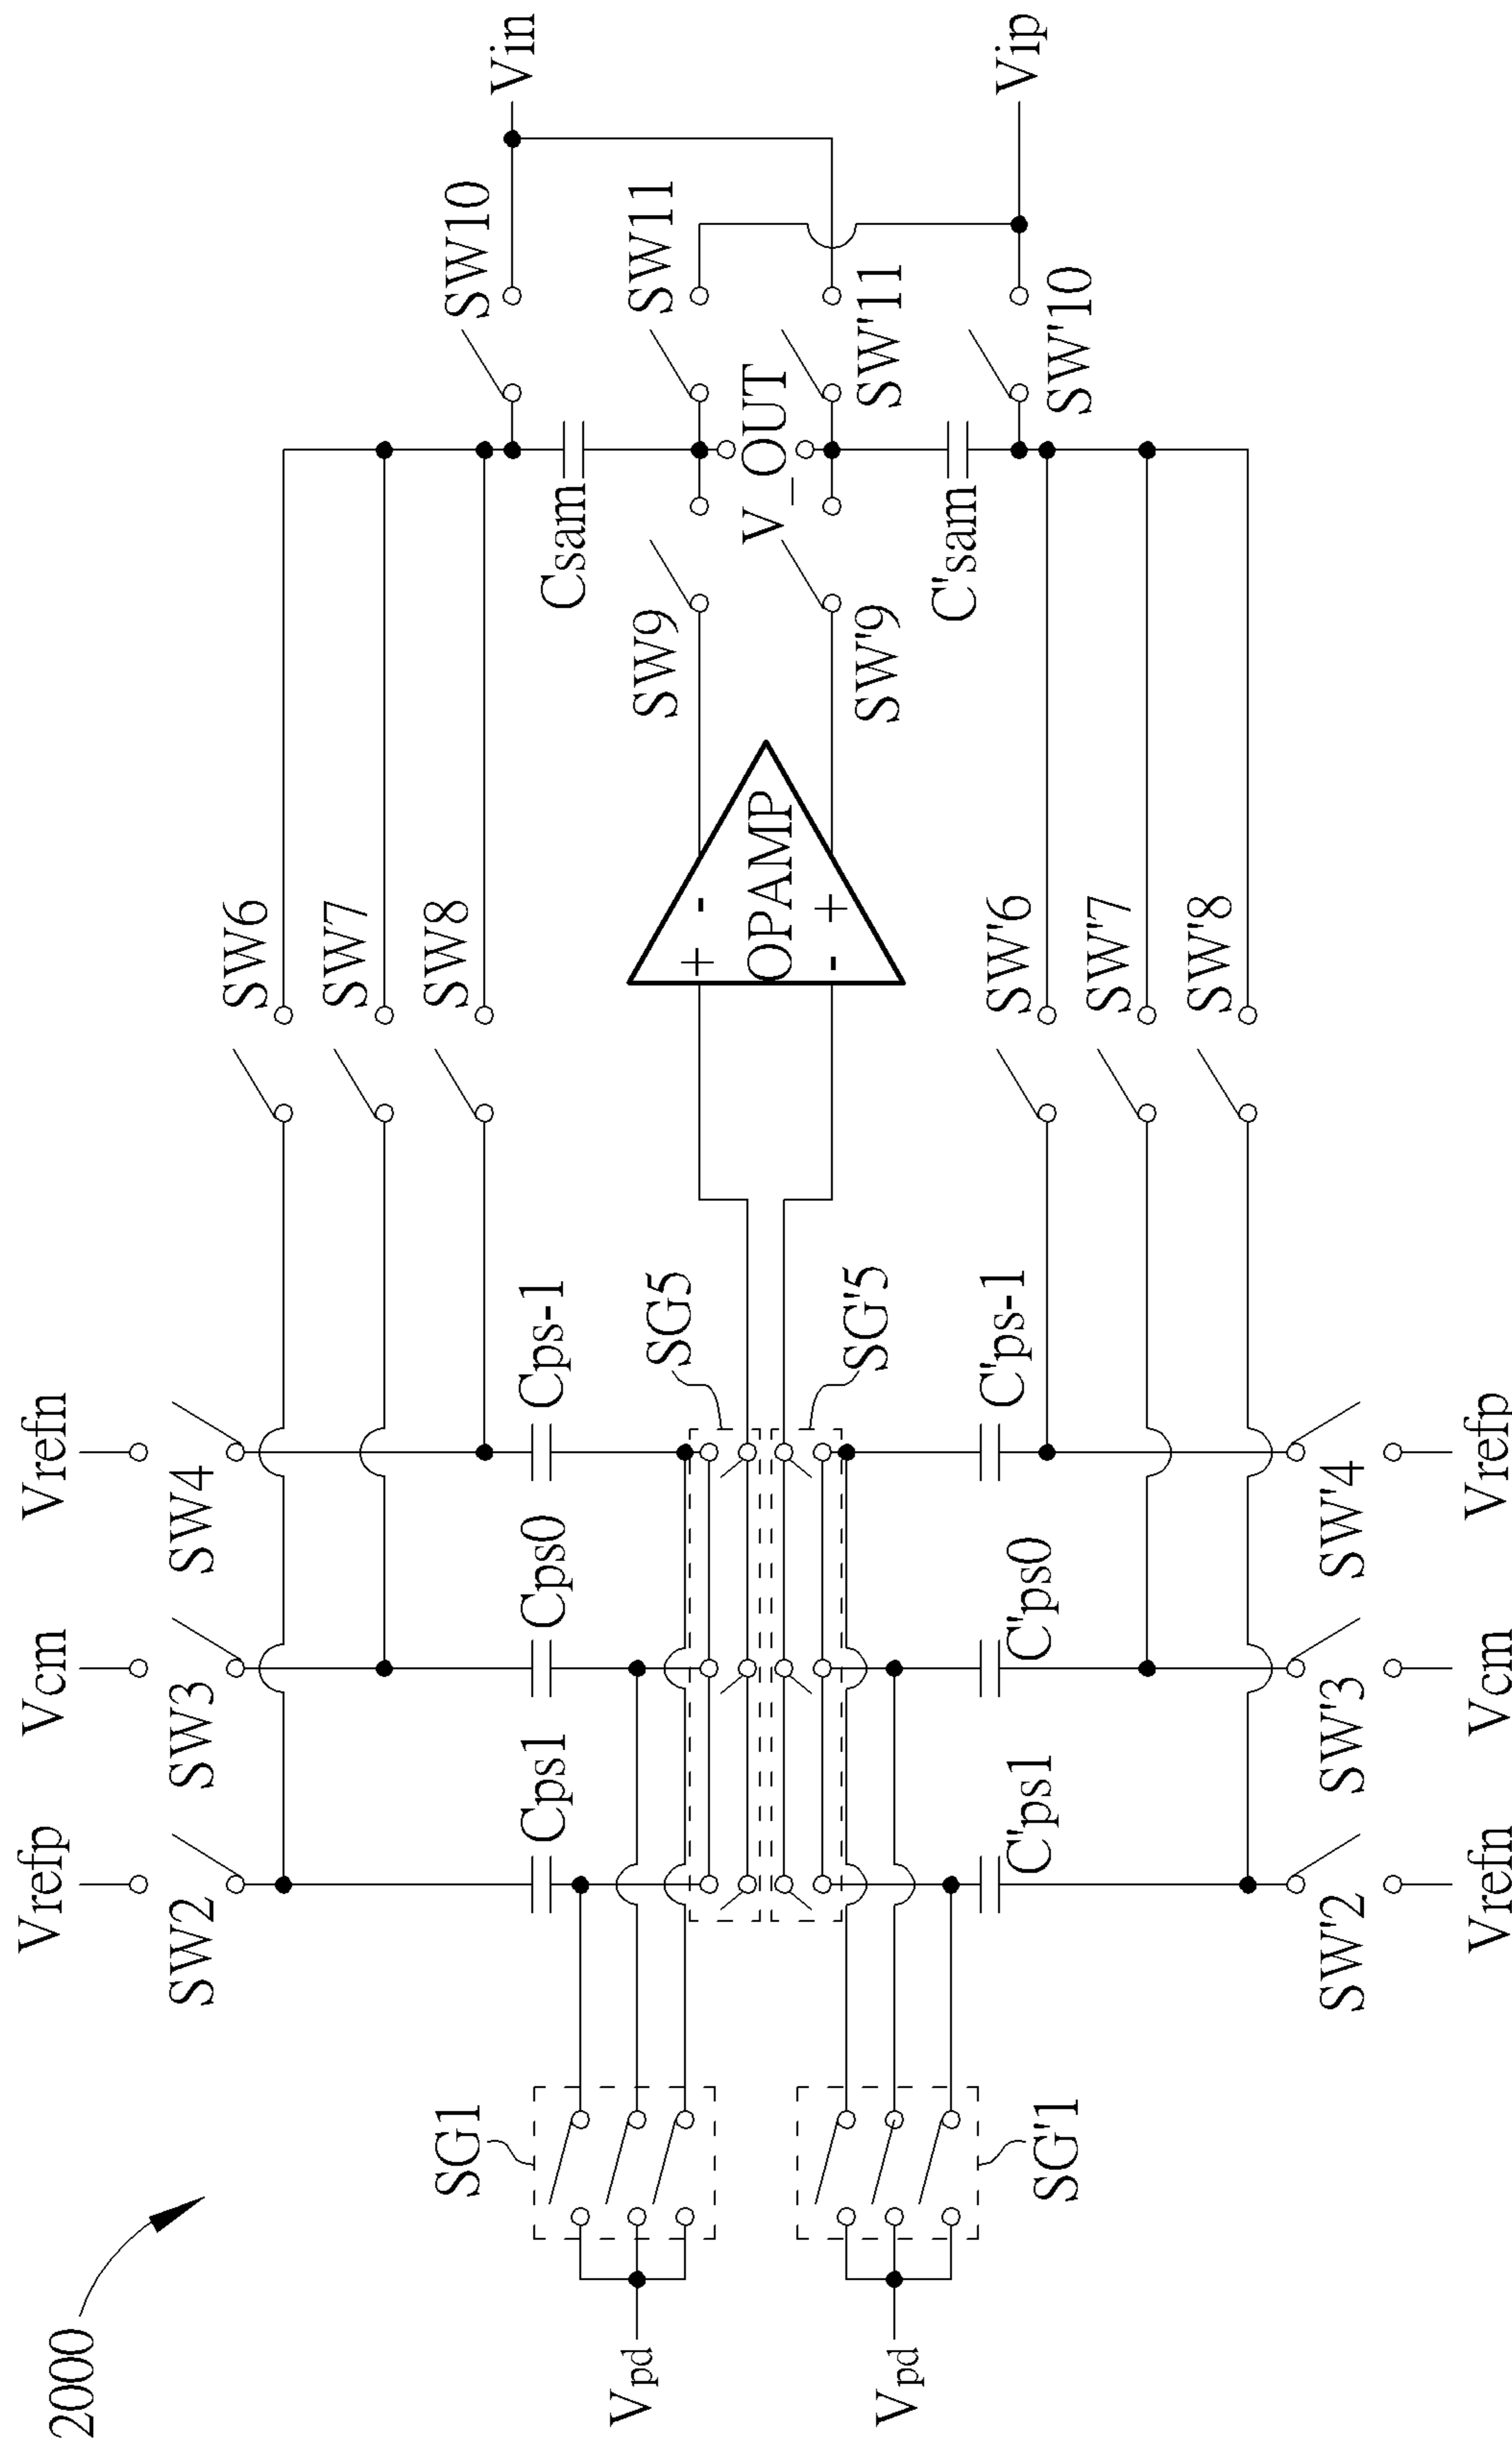 2000
Vrefp
Vcm
Vrefn
SW2
SW3
SW4
SW6
SW7
SW8
SW10
Vin
Cps1
Cps0
Cps-1
Csam
SG1
SG5
SW9
SW11
Vpd
+
-
OPAMP
-
+
V_OUT
Vpd
SG'1
SG'5
SW'9
SW'11
C'ps1
C'ps0
C'ps-1
C'sam
SW'6
SW'7
SW'8
SW'10
Vip
SW'2
SW'3
SW'4
Vrefn
Vcm
Vrefp